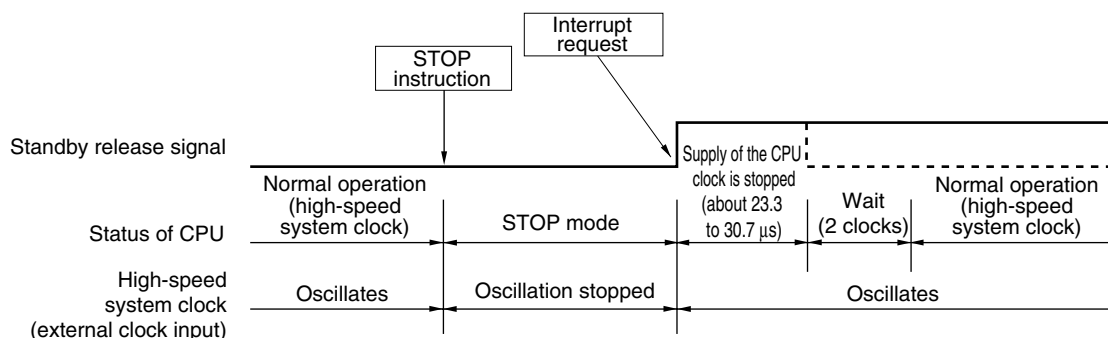 Interrupt
request
STOP
instruction
Standby release signal
Supply of the CPU
clock is stopped
(about 23.3
to 30.7 μs)
Normal operation
(high-speed
system clock)
Status of CPU
STOP mode
Wait
(2 clocks)
Normal operation
(high-speed
system clock)
High-speed
system clock
(external clock input)
Oscillates
Oscillation stopped
Oscillates